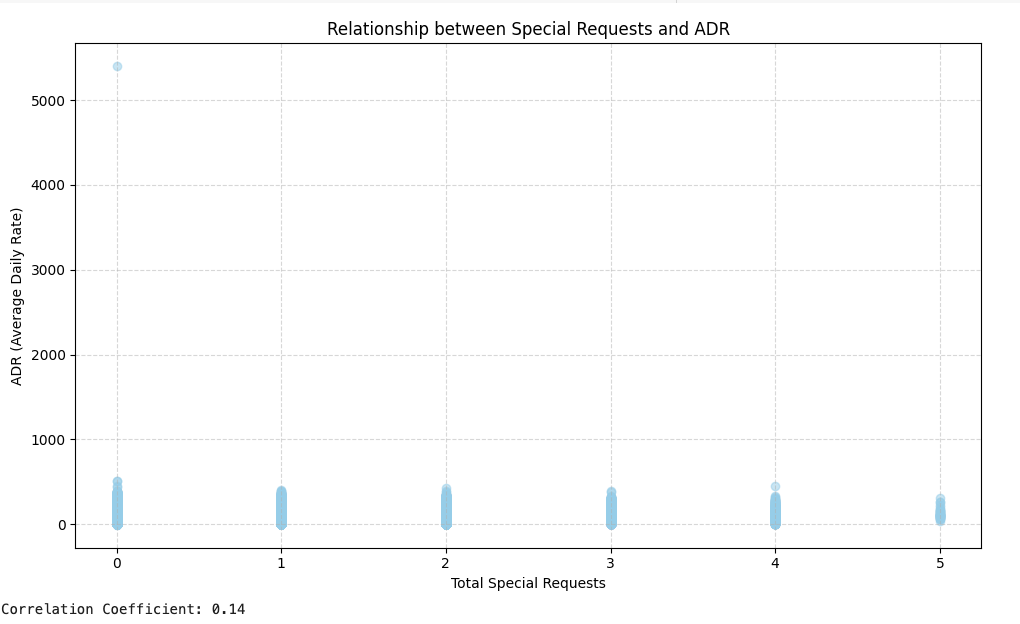 Relationship between Special Requests and ADR
5000
4000
3000
2000
1000
0
ADR (Average Daily Rate)
0 1 2 3 4 5
Total Special Requests
Correlation Coefficient: 0.14